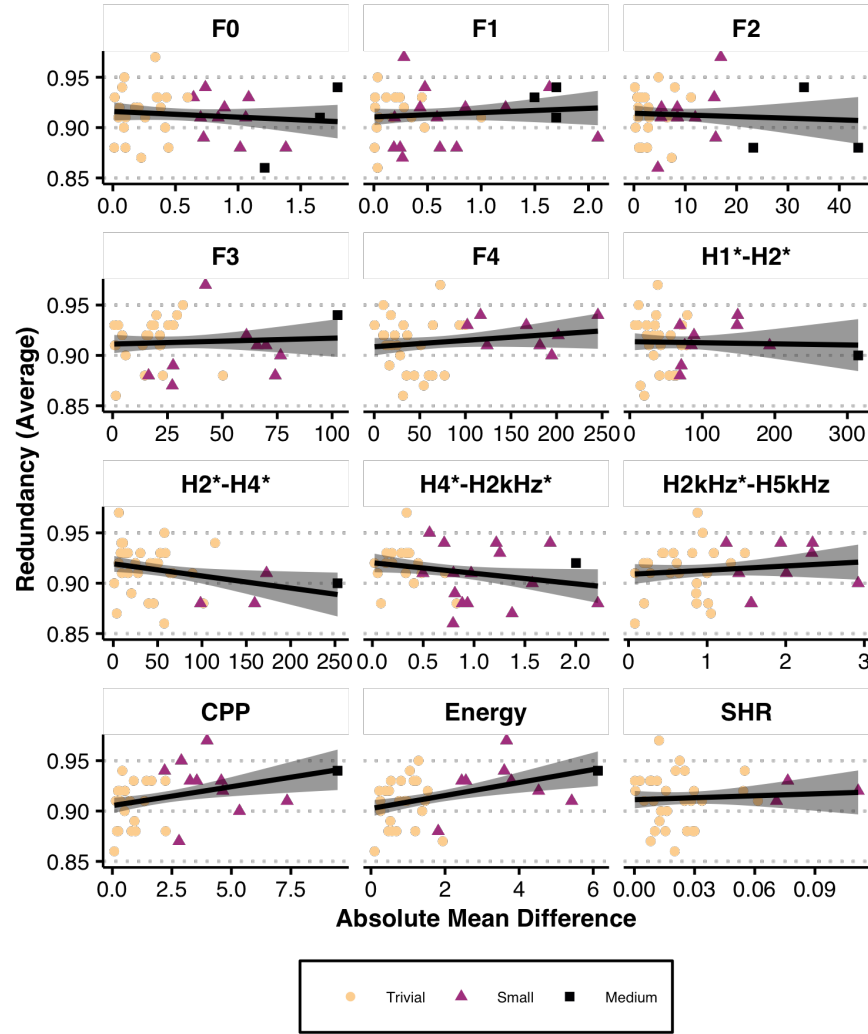 F0 F1 F2
0.95
0.90
0.85
0.0 0.5 1.0 1.5 0.0 0.5 1.0 1.5 2.0 0 10 20 30 40
F3 F4 H1*-H2*
0.95
0.90
0.85
0 25 50 75 100 0 50 100 150 200 250 0 100 200 300
Redundancy (Average)
H2*-H4* H4*-H2kHz* H2kHz*-H5kHz
0.95
0.90
0.85
0 50 100 150 200 250 0.0 0.5 1.0 1.5 2.0 0 1 2 3
CPP Energy SHR
0.95
0.90
0.85
0.0 2.5 5.0 7.5 0 2 4 6 0.00 0.03 0.06 0.09
Absolute Mean Difference
Trivial Small Medium